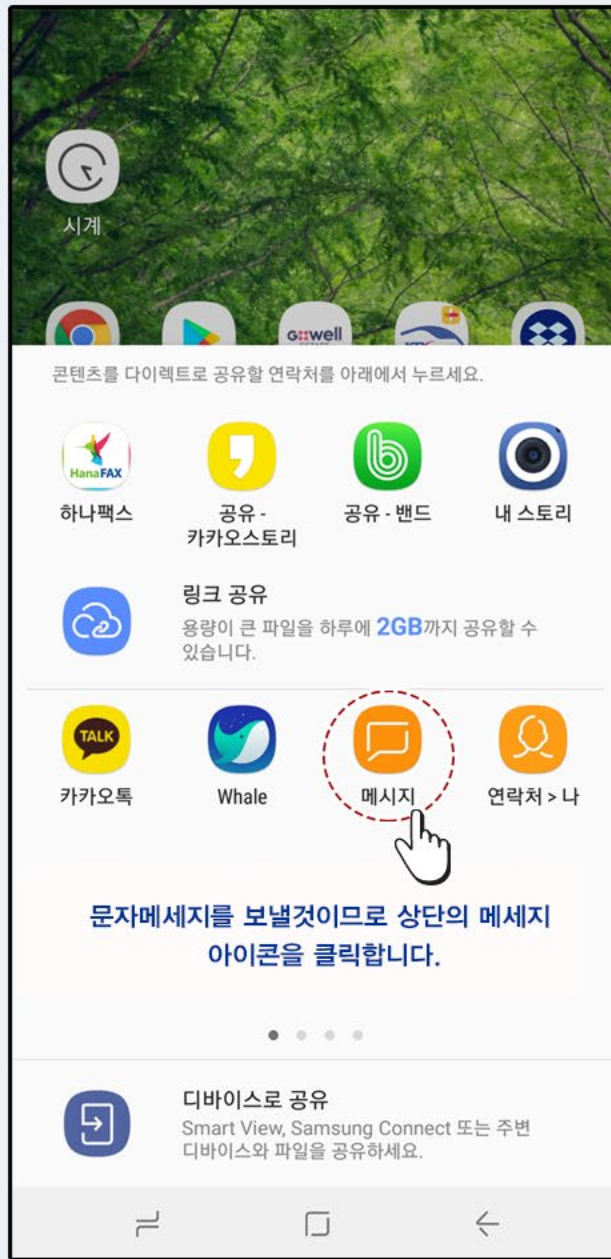 시계
G::well
콘텐츠를 다이렉트로 공유할 연락처를 아래에서 누르세요.
HanaFAX
하나팩스
공유 -
카카오스토리
공유 - 밴드
내 스토리
링크 공유
용량이 큰 파일을 하루에 2GB까지 공유할 수
있습니다.
TALK
카카오톡
Whale
메시지
연락처 > 나
문자메세지를 보낼것이므로 상단의 메세지
아이콘을 클릭합니다.
디바이스로 공유
Smart View, Samsung Connect 또는 주변
디바이스와 파일을 공유하세요.